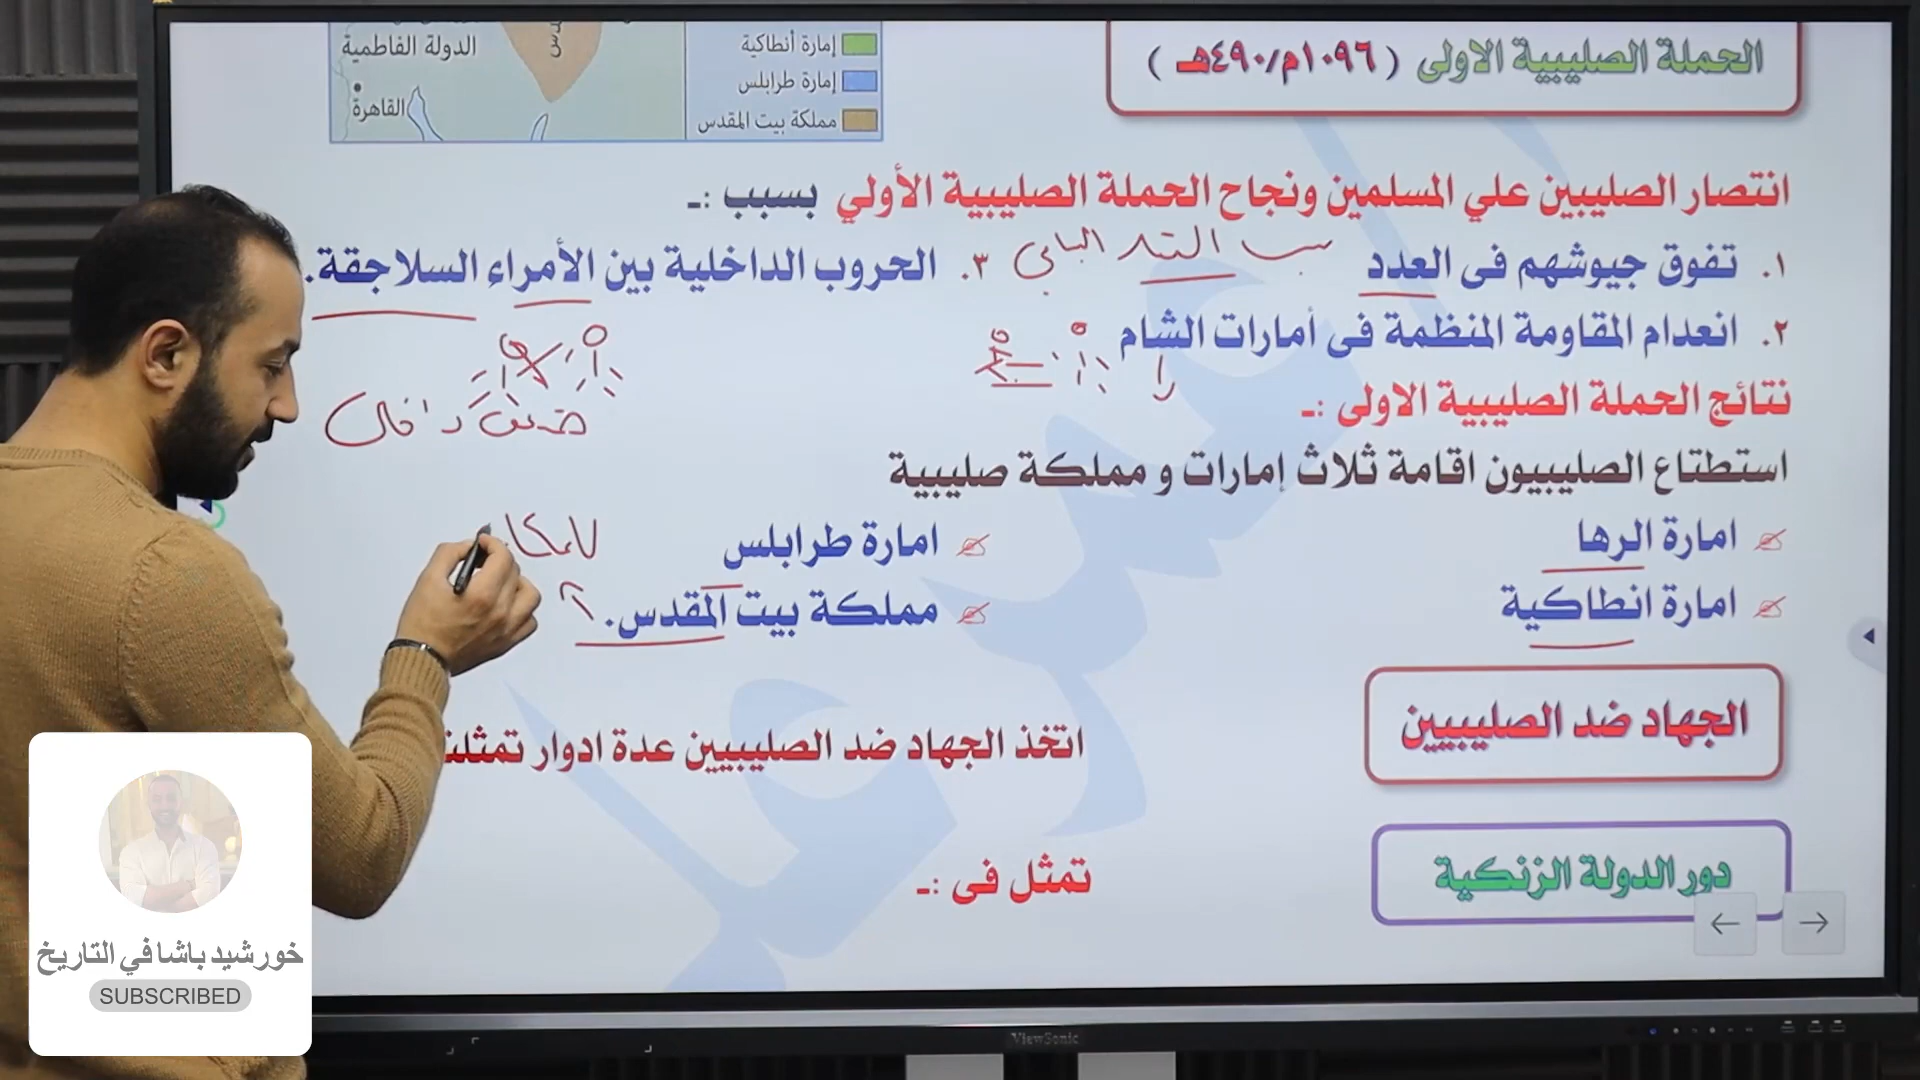 الدولة الفاطمية
القاهرة
إمارة أنطاكية
إمارة طرابلس
مملكة بيت المقدس
الحملة الصليبية الاولى ( ١٠٩٦م/٤٩٠هـ )
انتصار الصليبين علي المسلمين ونجاح الحملة الصليبية الأولي بسبب :ـ
١. تفوق جيوشهم فى العدد
٣. الحروب الداخلية بين الأمراء السلاجقة.
٢. انعدام المقاومة المنظمة فى أمارات الشام
نتائج الحملة الصليبية الاولى :ـ
استطتاع الصليبيون اقامة ثلاث إمارات و مملكة صليبية
امارة الرها
امارة طرابلس
امارة انطاكية
مملكة بيت المقدس.
الجهاد ضد الصليبيين
اتخذ الجهاد ضد الصليبيين عدة ادوار تمثلت
دور الدولة الزنكية
تمثل فى :ـ
خورشيد باشا في التاريخ
SUBSCRIBED
ViewSonic